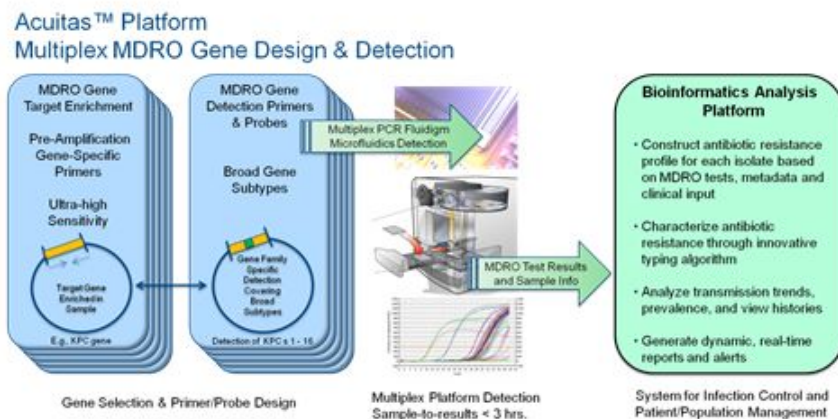 Acuitas™ Platform
Multiplex MDRO Gene Design & Detection
MDRO Gene
Target Enrichment
Pre-Amplification
Gene-Specific
Primers
Ultra-high
Sensitivity
Target Gene
Enriched in
Sample
E.g., KPC gene
MDRO Gene
Detection Primers
& Probes
Broad Gene
Subtypes
Gene Family
Specific
Detection
Covering
Broad
Subtypes
Detection of KPC s 1 - 16
Gene Selection & Primer/Probe Design
Multiplex PCR Fluidigm
Microfluidics Detection
MDRO Test Results
and Sample Info
Multiplex Platform Detection
Sample-to-results < 3 hrs.
Bioinformatics Analysis
Platform
• Construct antibiotic resistance
profile for each isolate based
on MDRO tests, metadata and
clinical input
• Characterize antibiotic
resistance through innovative
typing algorithm
• Analyze transmission trends,
prevalence, and view histories
• Generate dynamic, real-time
reports and alerts
System for Infection Control and
Patient/Population Management